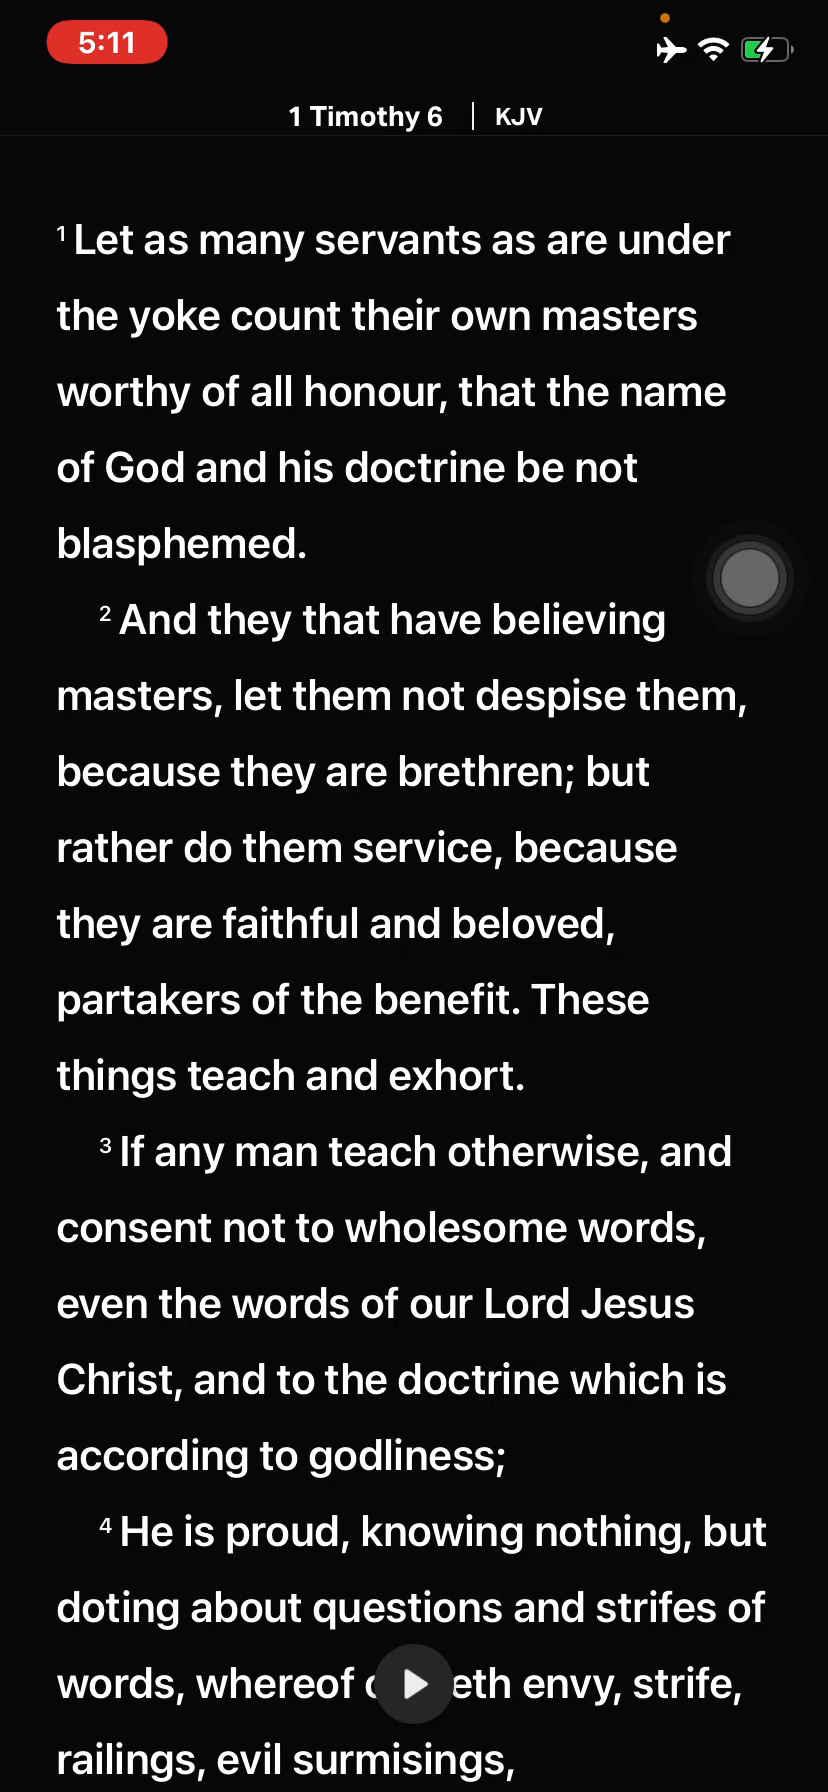 5:11
1 Timothy 6 | KJV
1 Let as many servants as are under
the yoke count their own masters
worthy of all honour, that the name
of God and his doctrine be not
blasphemed.
2 And they that have believing
masters, let them not despise them,
because they are brethren; but
rather do them service, because
they are faithful and beloved,
partakers of the benefit. These
things teach and exhort.
3 If any man teach otherwise, and
consent not to wholesome words,
even the words of our Lord Jesus
Christ, and to the doctrine which is
according to godliness;
4 He is proud, knowing nothing, but
doting about questions and strifes of
words, whereof envy, strife,
railings, evil surmisings,